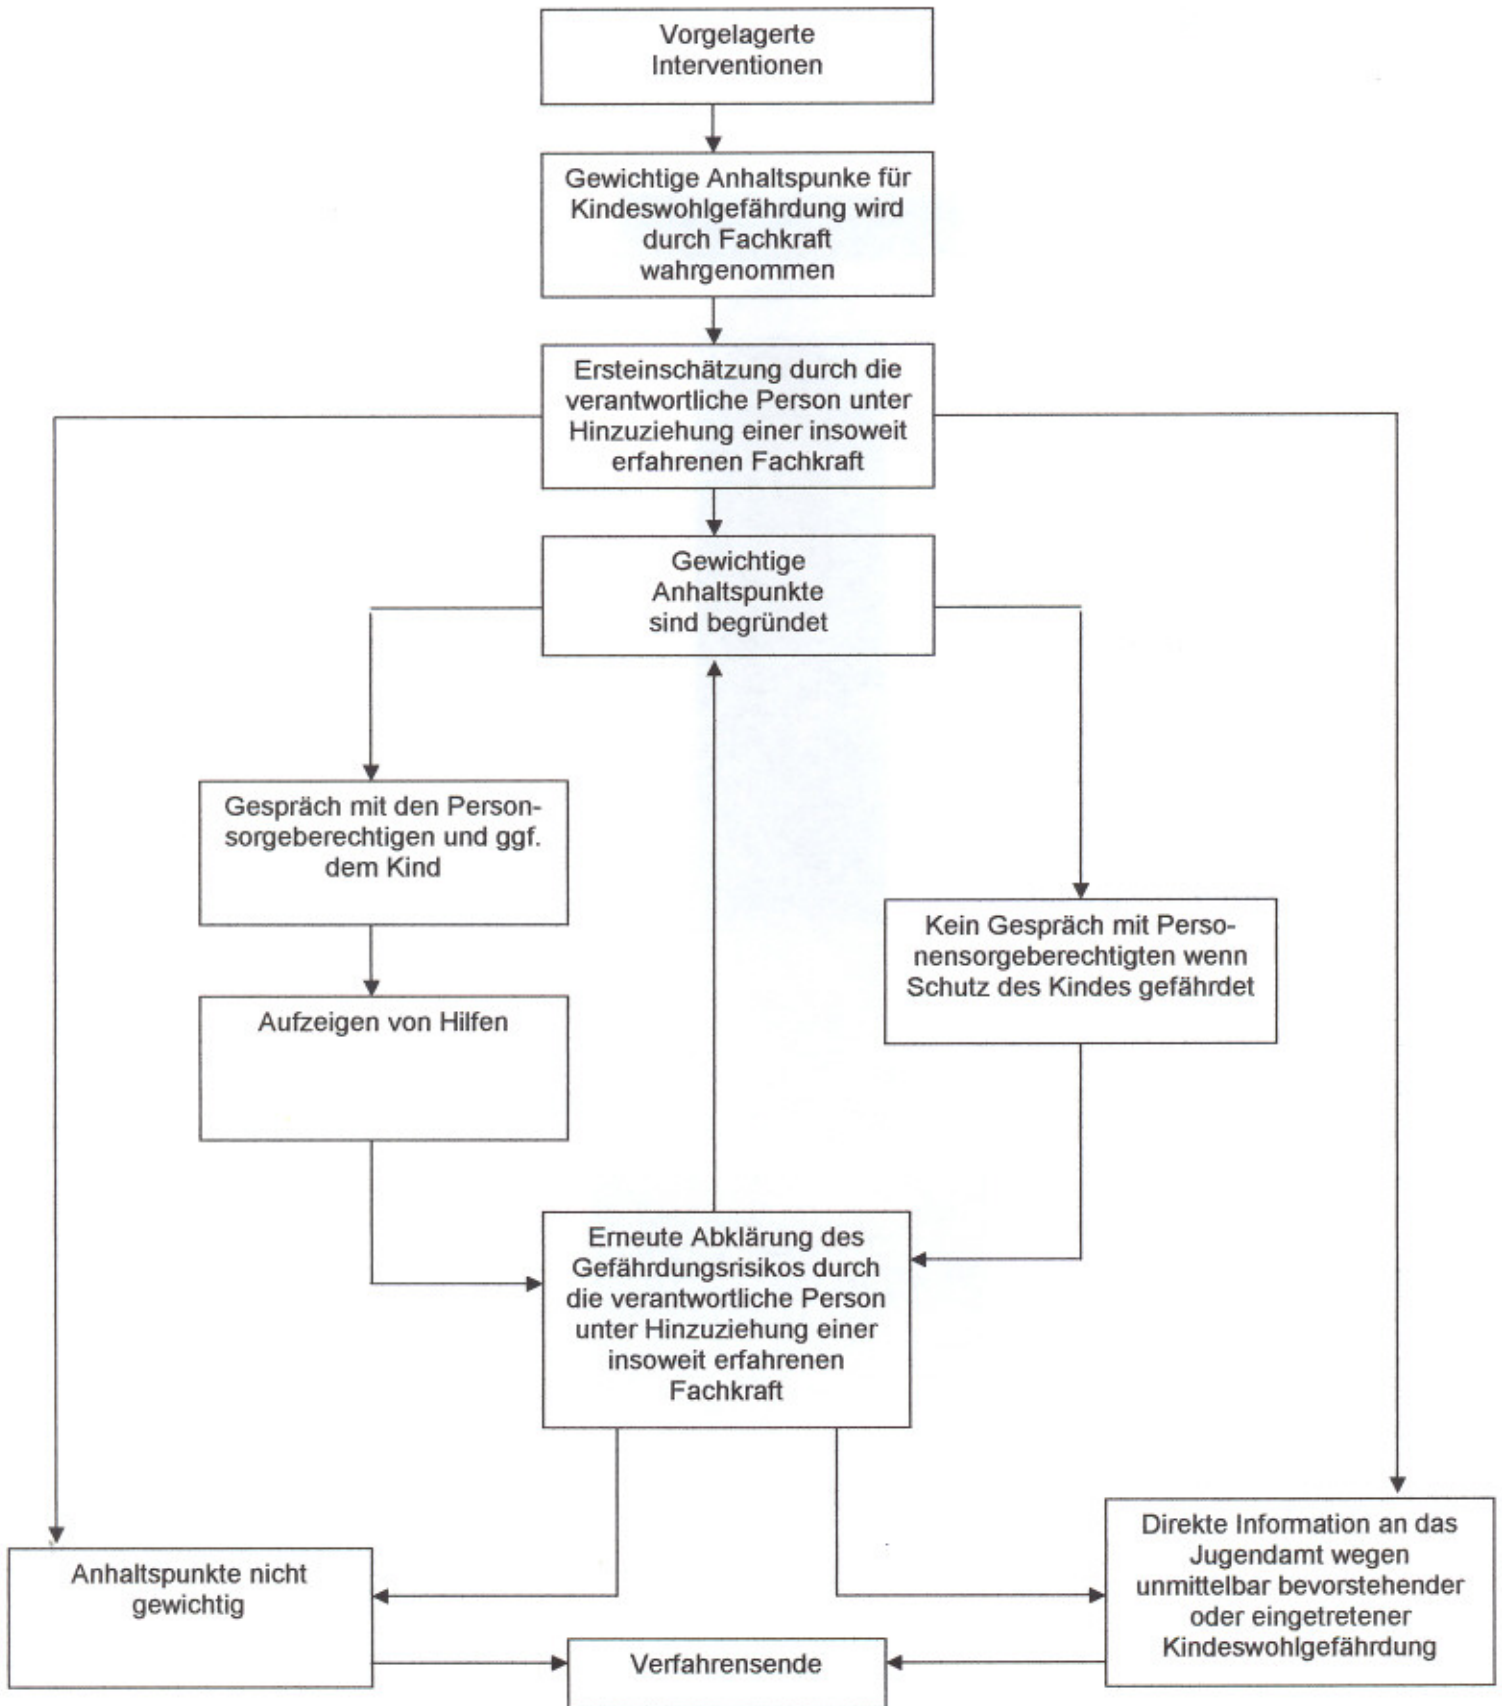 Vorgelagerte
Interventionen
Gewichtige Anhaltspunke für
Kindeswohlgefährdung wird
durch Fachkraft
wahrgenommen
Ersteinschätzung durch die
verantwortliche Person unter
Hinzuziehung einer insoweit
erfahrenen Fachkraft
Gewichtige
Anhaltspunkte
sind begründet
Gespräch mit den Person-
sorgeberechtigen und ggf.
dem Kind
Kein Gespräch mit Perso-
nensorgeberechtigten wenn
Schutz des Kindes gefährdet
Aufzeigen von Hilfen
Erneute Abklärung des
Gefährdungsrisikos durch
die verantwortliche Person
unter Hinzuziehung einer
insoweit erfahrenen
Fachkraft
Anhaltspunkte nicht
gewichtig
Direkte Information an das
Jugendamt wegen
unmittelbar bevorstehender
oder eingetretener
Kindeswohlgefährdung
Verfahrensende